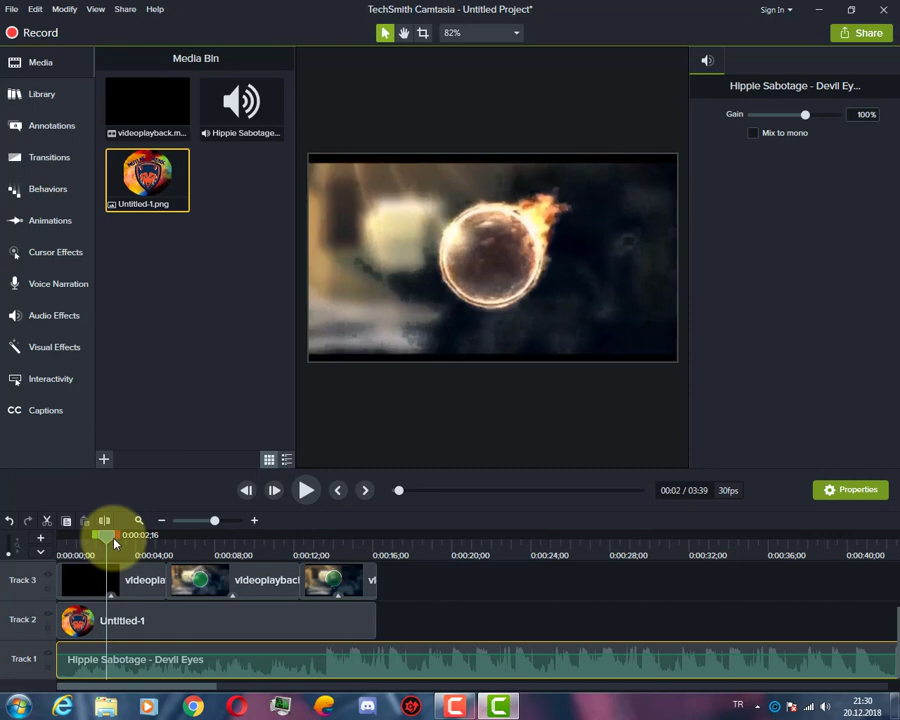 File Edit Modify View Share Help
TechSmith Camtasia - Untitled Project*
Sign In
Record
82%
Share
Media
Library
Annotations
Transitions
Behaviors
Animations
Cursor Effects
Voice Narration
Audio Effects
Visual Effects
Interactivity
CC Captions
Media Bin
videoplayback.m...
Hippie Sabotage...
Untitled-1.png
Hippie Sabotage - Devil Ey...
Gain
100%
Mix to mono
00:02 / 03:39 30fps
Properties
0:00:02;16
0:00:00;00 0:00:04;00 0:00:08;00 0:00:12;00 0:00:16;00 0:00:20;00 0:00:24;00 0:00:28;00 0:00:32;00 0:00:36;00 0:00:40;00
Track 3 videopla videoplayback vi
Track 2 Untitled-1
Track 1 Hippie Sabotage - Devil Eyes
TR
21:30
20.12.2018